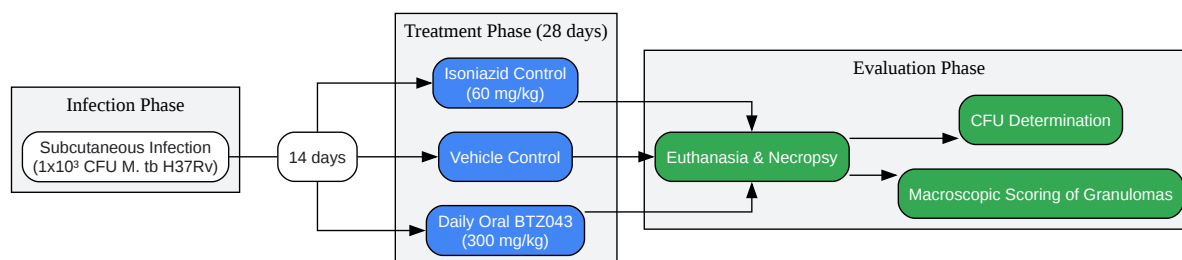 Infection Phase
Subcutaneous Infection
(1x10³ CFU M. tb H37Rv)
14 days
Treatment Phase (28 days)
Isoniazid Control
(60 mg/kg)
Vehicle Control
Daily Oral BTZ043
(300 mg/kg)
Evaluation Phase
Euthanasia & Necropsy
CFU Determination
Macroscopic Scoring of Granulomas